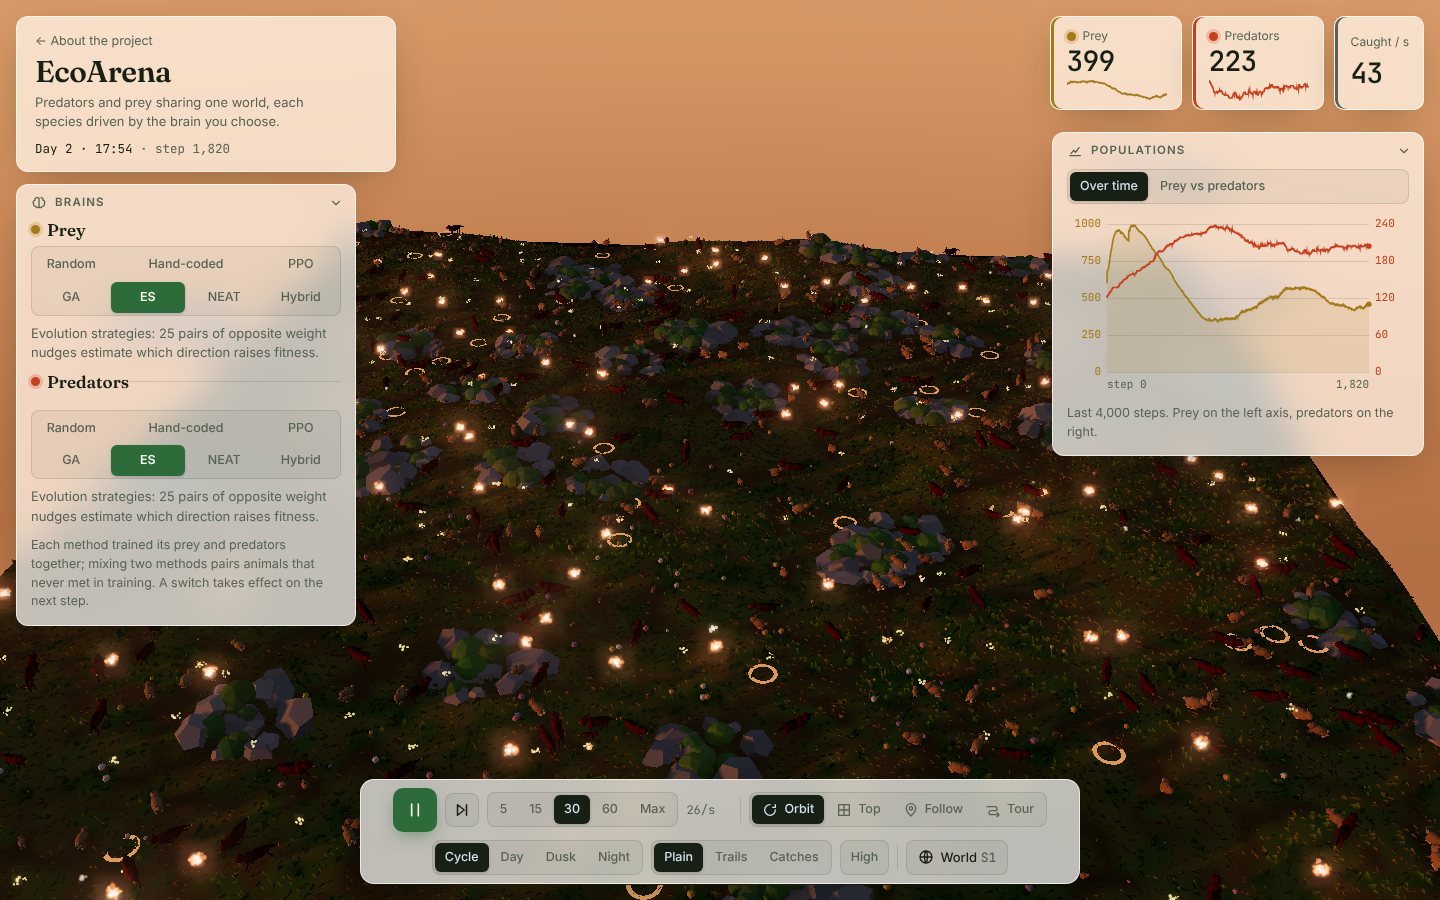 ← About the project
EcoArena
Predators and prey sharing one world, each
species driven by the brain you choose.
Day 2 · 17:54 · step 1,820
BRAINS
Prey
Random Hand-coded PPO
GA ES NEAT Hybrid
Evolution strategies: 25 pairs of opposite weight
nudges estimate which direction raises fitness.
Predators
Random Hand-coded PPO
GA ES NEAT Hybrid
Evolution strategies: 25 pairs of opposite weight
nudges estimate which direction raises fitness.
Each method trained its prey and predators
together; mixing two methods pairs animals that
never met in training. A switch takes effect on the
next step.
Prey
399
Predators
223
Caught / s
43
POPULATIONS
Over time Prey vs predators
1000 240
750 180
500 120
250 60
0 0
step 0 1,820
Last 4,000 steps. Prey on the left axis, predators on the
right.
5 15 30 60 Max 26/s Orbit Top Follow Tour
Cycle Day Dusk Night Plain Trails Catches High World S1